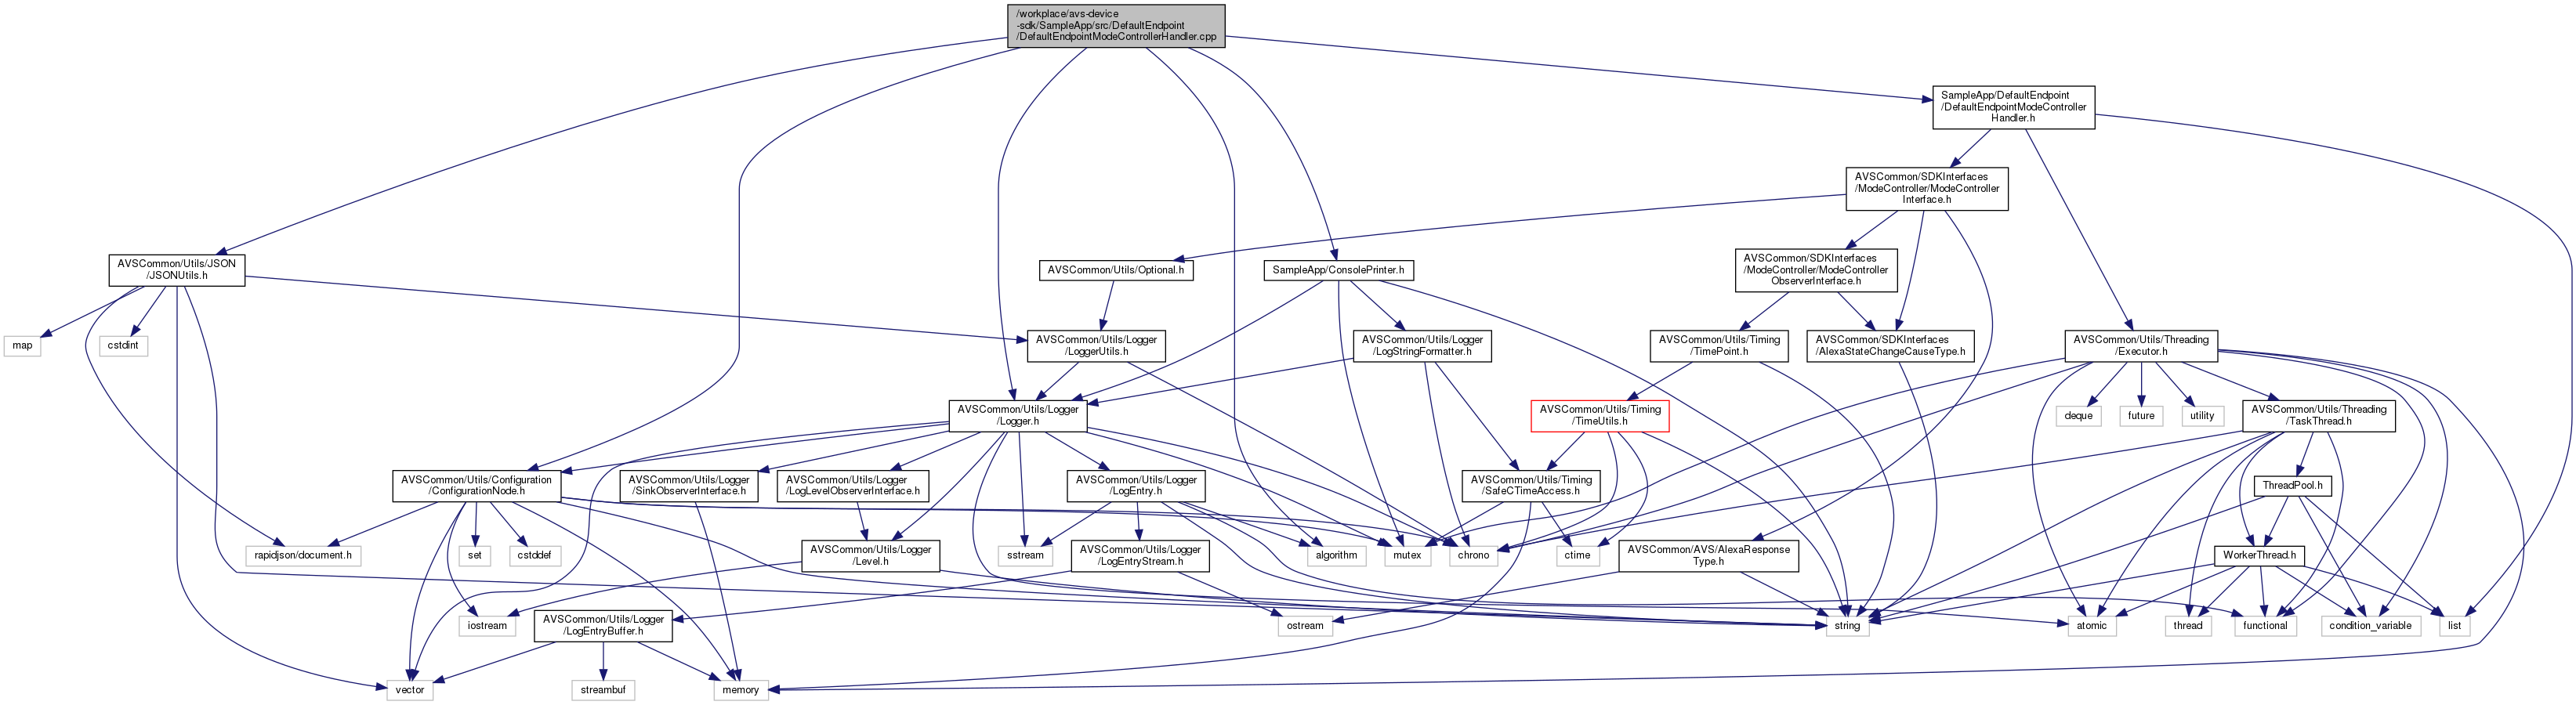 /workplace/avs-device
-sdk/SampleApp/src/DefaultEndpoint
/DefaultEndpointModeControllerHandler.cpp
SampleApp/DefaultEndpoint
/DefaultEndpointModeController
Handler.h
AVSCommon/SDKInterfaces
/ModeController/ModeController
Interface.h
AVSCommon/Utils/JSON
/JSONUtils.h
AVSCommon/Utils/Optional.h
SampleApp/ConsolePrinter.h
AVSCommon/SDKInterfaces
/ModeController/ModeController
ObserverInterface.h
map
cstdint
AVSCommon/Utils/Logger
/LoggerUtils.h
AVSCommon/Utils/Logger
/LogStringFormatter.h
AVSCommon/Utils/Timing
/TimePoint.h
AVSCommon/SDKInterfaces
/AlexaStateChangeCauseType.h
AVSCommon/Utils/Threading
/Executor.h
AVSCommon/Utils/Logger
/Logger.h
AVSCommon/Utils/Timing
/TimeUtils.h
deque
future
utility
AVSCommon/Utils/Threading
/TaskThread.h
AVSCommon/Utils/Configuration
/ConfigurationNode.h
AVSCommon/Utils/Logger
/SinkObserverInterface.h
AVSCommon/Utils/Logger
/LogLevelObserverInterface.h
AVSCommon/Utils/Logger
/LogEntry.h
AVSCommon/Utils/Timing
/SafeCTimeAccess.h
ThreadPool.h
rapidjson/document.h
set
cstddef
AVSCommon/Utils/Logger
/Level.h
sstream
AVSCommon/Utils/Logger
/LogEntryStream.h
algorithm
mutex
chrono
ctime
AVSCommon/AVS/AlexaResponse
Type.h
WorkerThread.h
iostream
AVSCommon/Utils/Logger
/LogEntryBuffer.h
ostream
string
atomic
thread
functional
condition_variable
list
vector
streambuf
memory